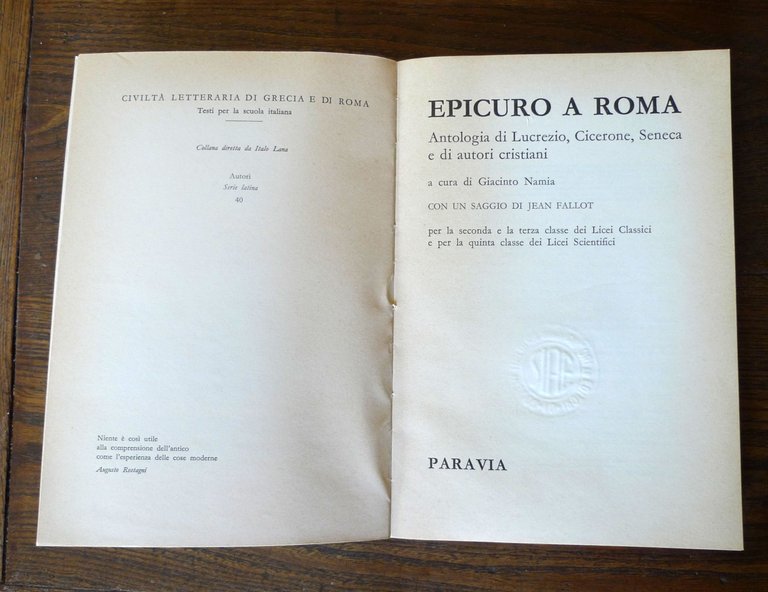 CIVILTÀ LETTERARIA DI GRECIA E DI ROMA
Testi per la scuola italiana
Collana diretta da Italo Lana
Autori
Serie latina
40
Niente è così utile
alla comprensione dell'antico
come l'esperienza delle cose moderne
Augusto Rostagni
EPICURO A ROMA
Antologia di Lucrezio, Cicerone, Seneca
e di autori cristiani
a cura di Giacinto Namia
CON UN SAGGIO DI JEAN FALLOT
per la seconda e la terza classe dei Licei Classici
e per la quinta classe dei Licei Scientifici
SIAE
PARAVIA